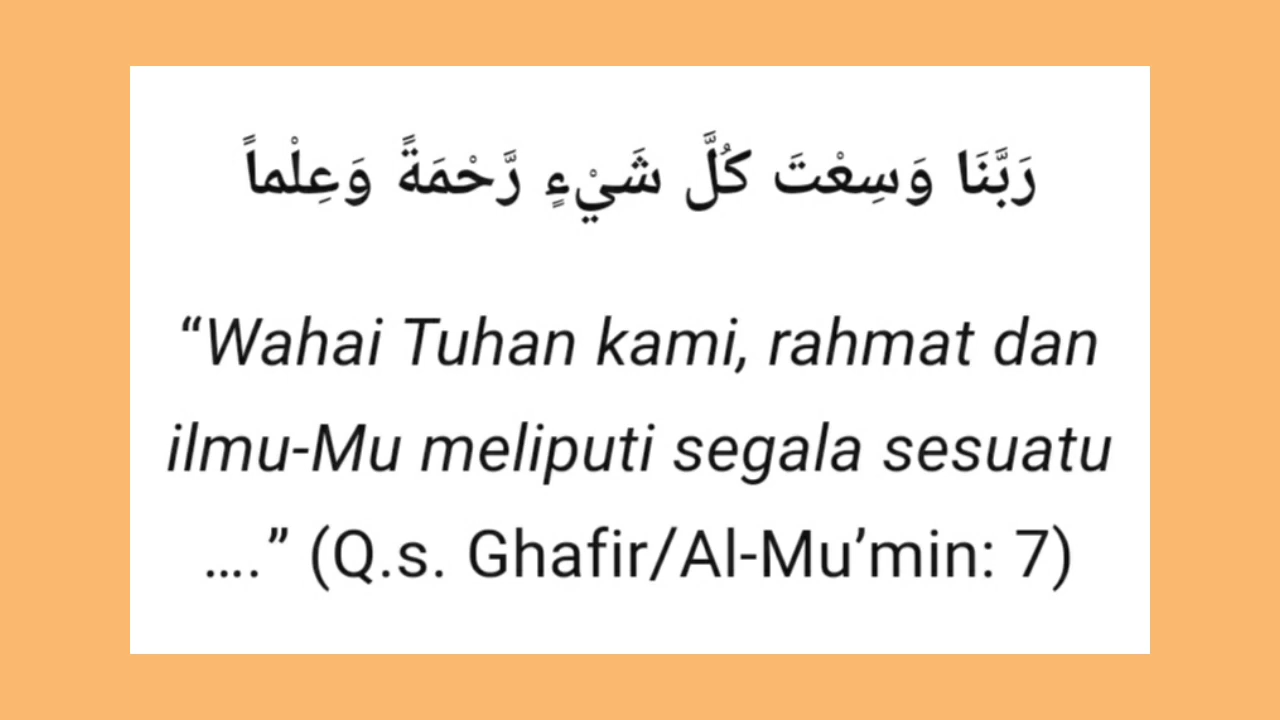 رَبَّنَا وَسِعْتَ كُلَّ شَيْءٍ رَّحْمَةً وَعِلْماً
“Wahai Tuhan kami, rahmat dan
ilmu-Mu meliputi segala sesuatu
….” (Q.s. Ghafir/Al-Mu’min: 7)